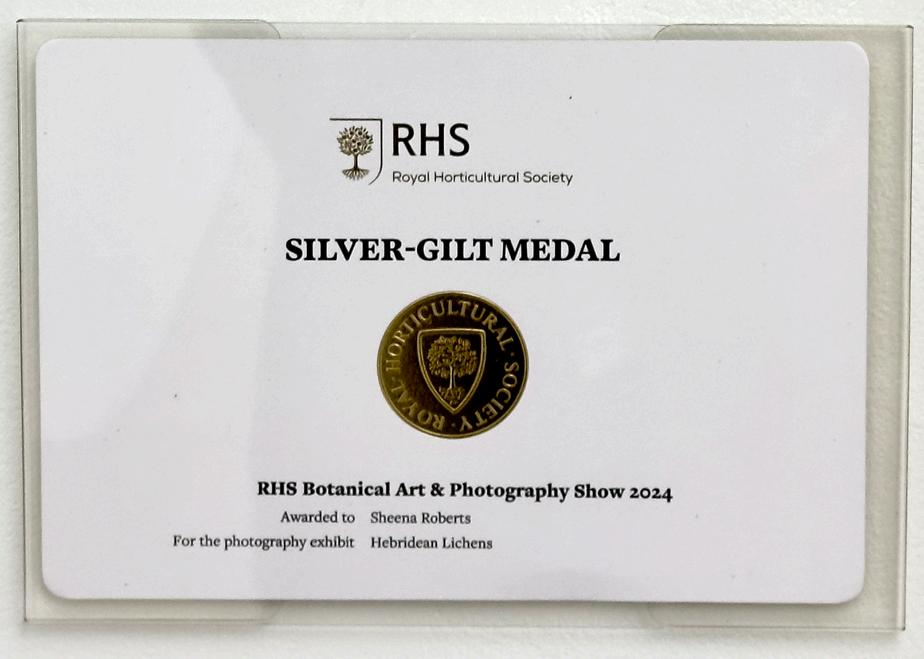 RHS
Royal Horticultural Society
SILVER-GILT MEDAL
ROYAL · HORTICULTURAL · SOCIETY ·
RHS Botanical Art & Photography Show 2024
Awarded to Sheena Roberts
For the photography exhibit Hebridean Lichens